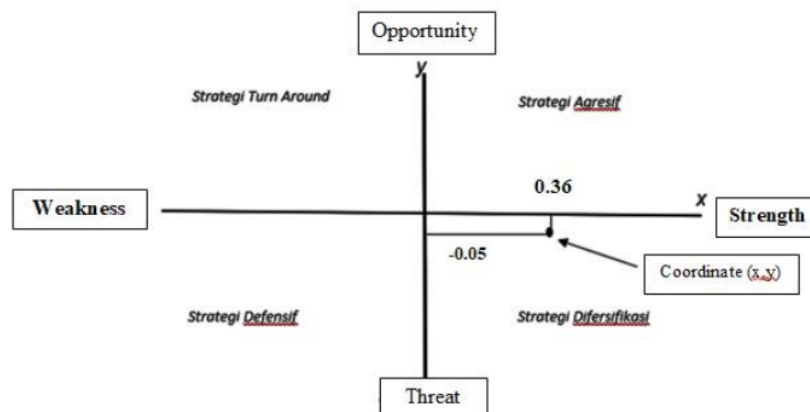 Opportunity
y
Strategi Turn Around
Strategi Agresif
0.36
x
Weakness
Strength
-0.05
Coordinate (x,y)
Strategi Defensif
Strategi Difersifikasi
Threat